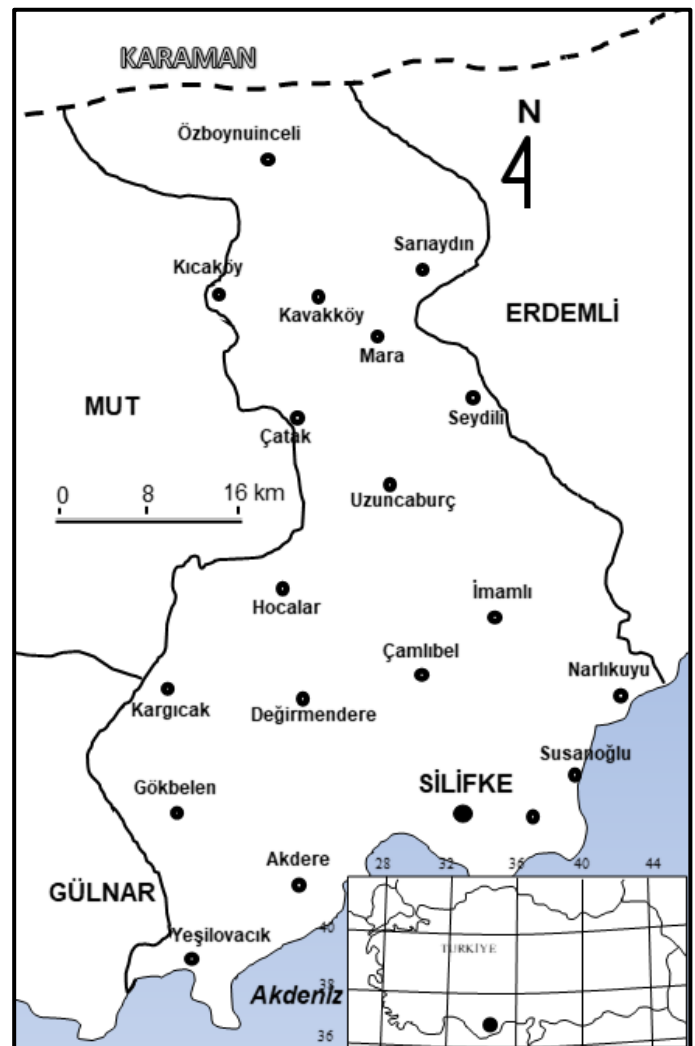 KARAMAN
N
Özboynuinceli
Sarıaydın
Kıcaköy
Kavakköy
ERDEMLİ
Mara
MUT
Seydili
Çatak
0 8 16 km
Uzuncaburç
Hocalar
İmamlı
Çamlıbel
Narlıkuyu
Kargıcak
Değirmendere
Susanoğlu
Gökbelen
SİLİFKE
Akdere
28 32 36 40 44
GÜLNAR
40
Yeşilovacık
TURKİYE
Akdeniz
38
36